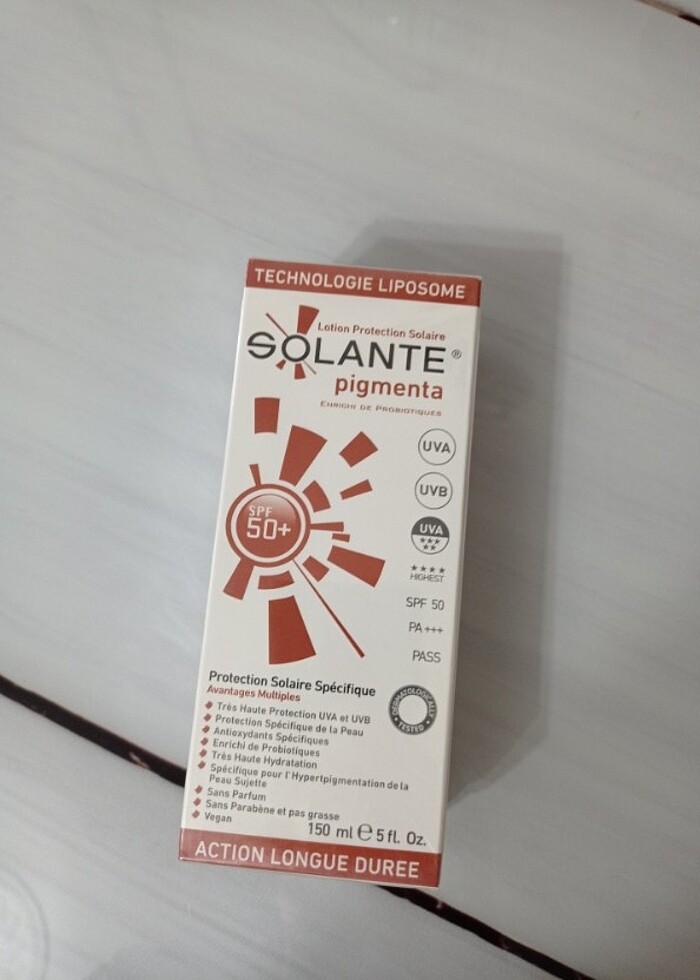 TECHNOLOGIE LIPOSOME
Lotion Protection Solaire
SOLANTE®
pigmenta
ENRICHI DE PROBIOTIQUES
UVA
UVB
SPF
50+
UVA
★★★
★★
★★★★
HIGHEST
SPF 50
PA+++
PASS
Protection Solaire Spécifique
Avantages Multiples
Très Haute Protection UVA et UVB
Protection Spécifique de la Peau
Antioxydants Spécifiques
Enrichi de Probiotiques
Très Haute Hydratation
Spécifique pour l'Hypertpigmentation de la
Peau Sujette
Sans Parfum
Sans Parabène et pas grasse
Vegan
DERMATOLOGICALLY
TESTED
150 ml ℮ 5 fl. Oz.
ACTION LONGUE DUREE